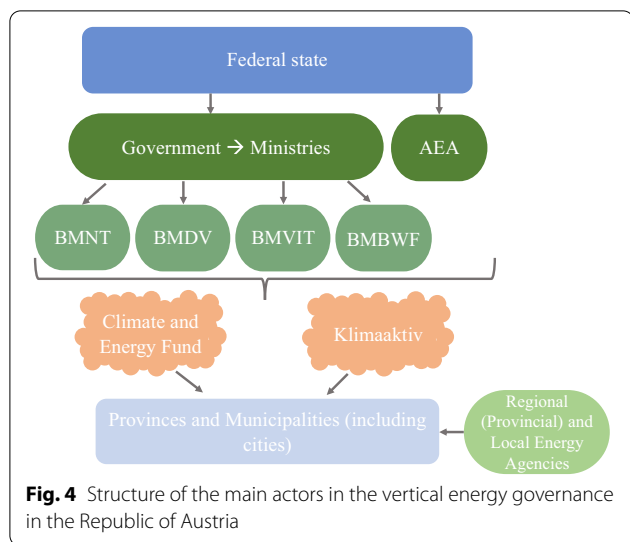 Federal state
Government → Ministries
AEA
BMNT
BMDV
BMVIT
BMBWF
Climate and
Energy Fund
Klimaaktiv
Provinces and Municipalities (including
cities)
Regional
(Provincial) and
Local Energy
Agencies
Fig. 4 Structure of the main actors in the vertical energy governance
in the Republic of Austria